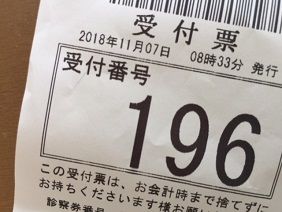 受付票
2018年11月07日 08時33分 発行
受付番号
196
この受付票は、お会計時まで捨てずに
お持ちくださいます様お願
診察券番号